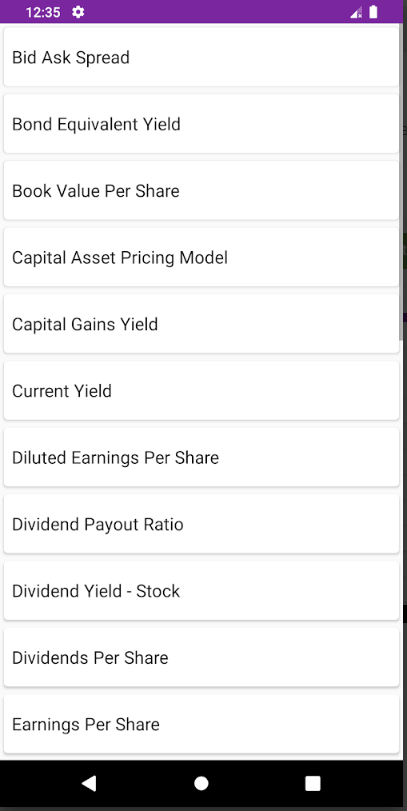 12:35
Bid Ask Spread
Bond Equivalent Yield
Book Value Per Share
Capital Asset Pricing Model
Capital Gains Yield
Current Yield
Diluted Earnings Per Share
Dividend Payout Ratio
Dividend Yield - Stock
Dividends Per Share
Earnings Per Share